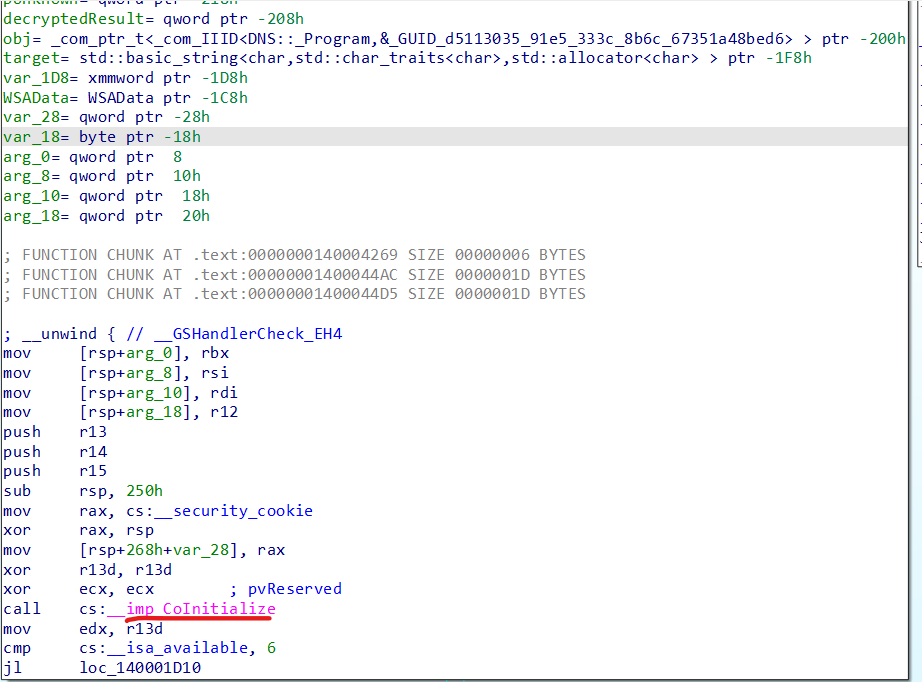 decryptedResult= qword ptr -208h
obj= _com_ptr_t<_com_IIID<DNS::_Program,&_GUID_d5113035_91e5_333c_8b6c_67351a48bed6> > ptr -200h
target= std::basic_string<char,std::char_traits<char>,std::allocator<char> > ptr -1F8h
var_1D8= xmmword ptr -1D8h
WSAData= WSAData ptr -1C8h
var_28= qword ptr -28h
var_18= byte ptr -18h
arg_0= qword ptr  8
arg_8= qword ptr  10h
arg_10= qword ptr  18h
arg_18= qword ptr  20h
; FUNCTION CHUNK AT .text:0000000140004269 SIZE 00000006 BYTES
; FUNCTION CHUNK AT .text:00000001400044AC SIZE 0000001D BYTES
; FUNCTION CHUNK AT .text:00000001400044D5 SIZE 0000001D BYTES
; __unwind { // __GSHandlerCheck_EH4
mov     [rsp+arg_0], rbx
mov     [rsp+arg_8], rsi
mov     [rsp+arg_10], rdi
mov     [rsp+arg_18], r12
push    r13
push    r14
push    r15
sub     rsp, 250h
mov     rax, cs:__security_cookie
xor     rax, rsp
mov     [rsp+268h+var_28], rax
xor     r13d, r13d
xor     ecx, ecx        ; pvReserved
call    cs:__imp_CoInitialize
mov     edx, r13d
cmp     cs:__isa_available, 6
jl      loc_140001D10